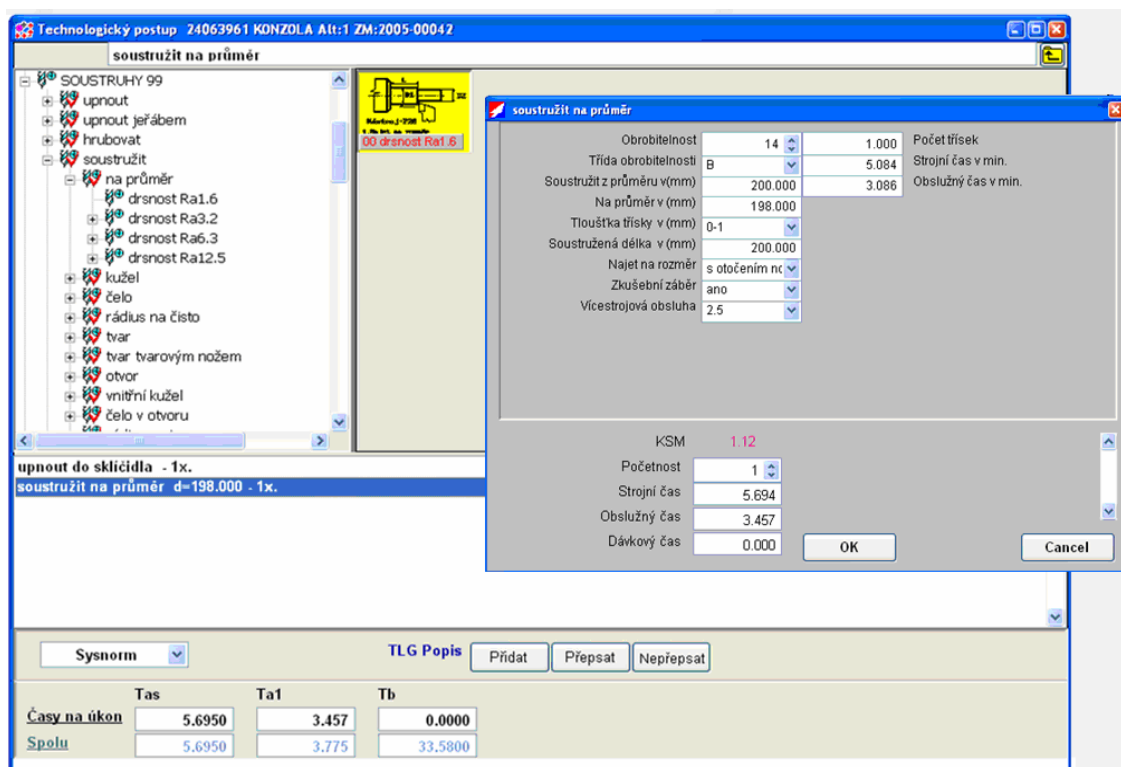 Technologický postup 24063961 KONZOLA Alt:1 ZM:2005-00042
soustružit na průměr
SOUSTRUHY 99
upnout
upnout jeřábem
hrubovat
soustružit
na průměr
drsnost Ra1.6
drsnost Ra3.2
drsnost Ra6.3
drsnost Ra12.5
kužel
čelo
rádius na čisto
tvar
tvar tvarovým nožem
otvor
vnitřní kužel
čelo v otvoru
00 drsnost Ra1.6
soustružit na průměr
Obrobitelnost 14 1.000 Počet třísek
Třída obrobitelnosti B 5.084 Strojní čas v min.
Soustružit z průměru v(mm) 200.000 3.086 Obslužný čas v min.
Na průměr v (mm) 198.000
Tloušťka třísky v (mm) 0-1
Soustružená délka v (mm) 200.000
Najet na rozměr s otočením
Zkušební záběr ano
Vícestrojová obsluha 2.5
KSM 1.12
Početnost 1
Strojní čas 5.694
Obslužný čas 3.457
Dávkový čas 0.000
OK Cancel
upnout do sklíčidla - 1x.
soustružit na průměr d=198.000 - 1x.
Sysnorm TLG Popis Přidat Přepsat Nepřepsat
Tas Ta1 Tb
Časy na úkon 5.6950 3.457 0.0000
Spolu 5.6950 3.775 33.5800